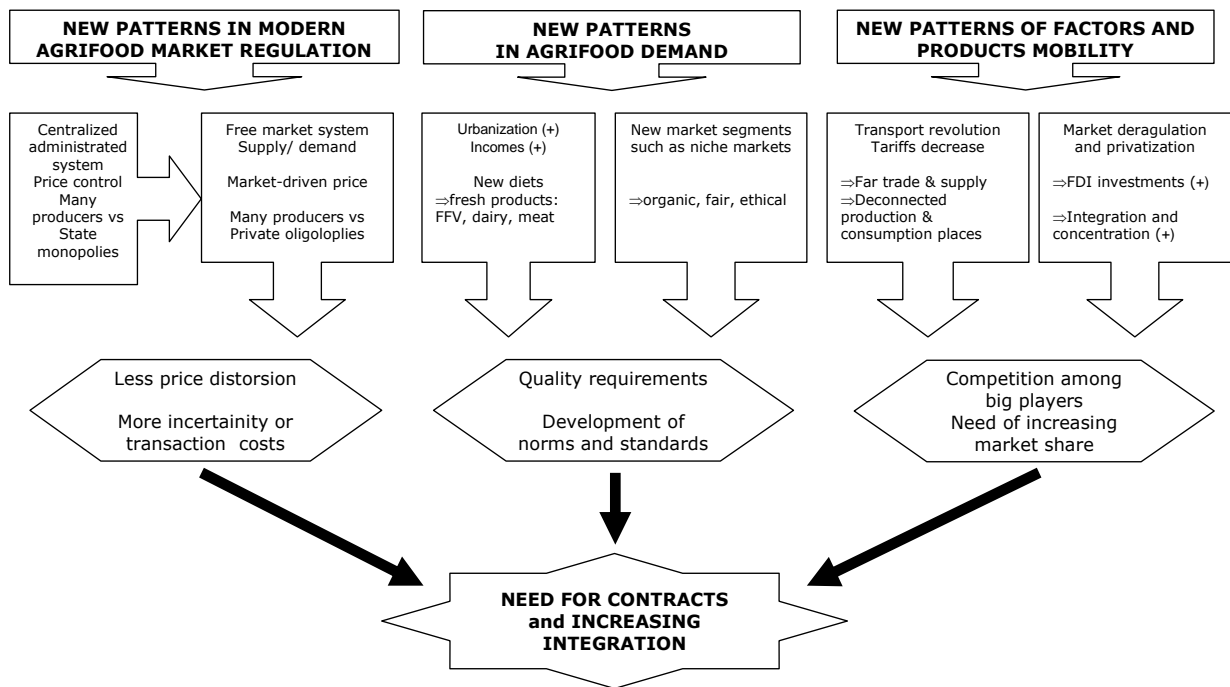 NEW PATTERNS IN MODERN
AGRIFOOD MARKET REGULATION
NEW PATTERNS
IN AGRIFOOD DEMAND
NEW PATTERNS OF FACTORS AND
PRODUCTS MOBILITY
Centralized
administrated
system
Price control
Many
producers vs
State
monopolies
Free market system
Supply/ demand
Market-driven price
Many producers vs
Private oligoloplies
Urbanization (+)
Incomes (+)
New diets
⇒fresh products:
FFV, dairy, meat
New market segments
such as niche markets
⇒organic, fair, ethical
Transport revolution
Tariffs decrease
⇒Far trade & supply
⇒Deconnected
production &
consumption places
Market deragulation
and privatization
⇒FDI investments (+)
⇒Integration and
concentration (+)
Less price distorsion
More incertainity or
transaction costs
Quality requirements
Development of
norms and standards
Competition among
big players
Need of increasing
market share
NEED FOR CONTRACTS
and INCREASING
INTEGRATION